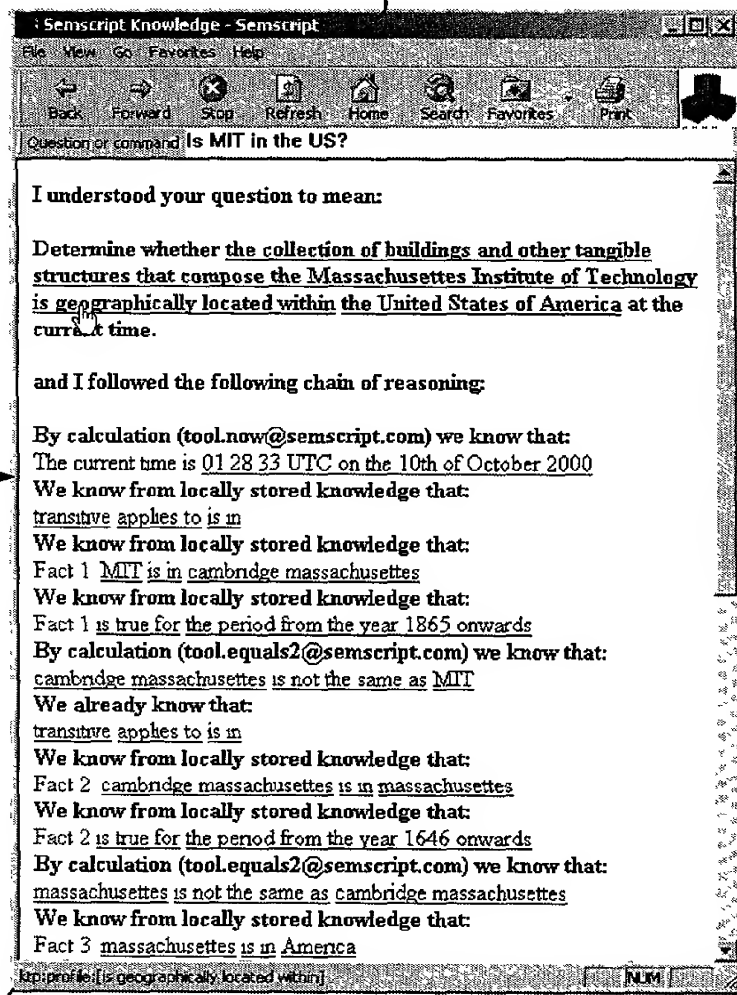 Semscript Knowledge - Semscript
File View Go Favorites Help
Back Forward Stop Refresh Home Search Favorites Print
Question or command Is MIT in the US?
I understood your question to mean:
Determine whether the collection of buildings and other tangible
structures that compose the Massachusetts Institute of Technology
is geographically located within the United States of America at the
current time.
and I followed the following chain of reasoning:
By calculation (tool.now@semscript.com) we know that:
The current time is 01 28 33 UTC on the 10th of October 2000
We know from locally stored knowledge that:
transitive applies to is in
We know from locally stored knowledge that:
Fact 1 MIT is in cambridge massachusettes
We know from locally stored knowledge that:
Fact 1 is true for the period from the year 1865 onwards
By calculation (tool.equals2@semscript.com) we know that:
cambridge massachusettes is not the same as MIT
We already know that:
transitive applies to is in
We know from locally stored knowledge that:
Fact 2 cambridge massachusettes is in massachusettes
We know from locally stored knowledge that:
Fact 2 is true for the period from the year 1646 onwards
By calculation (tool.equals2@semscript.com) we know that:
massachusettes is not the same as cambridge massachusettes
We know from locally stored knowledge that:
Fact 3 massachusettes is in America
ktp:profile:[is geographically located within] NUM